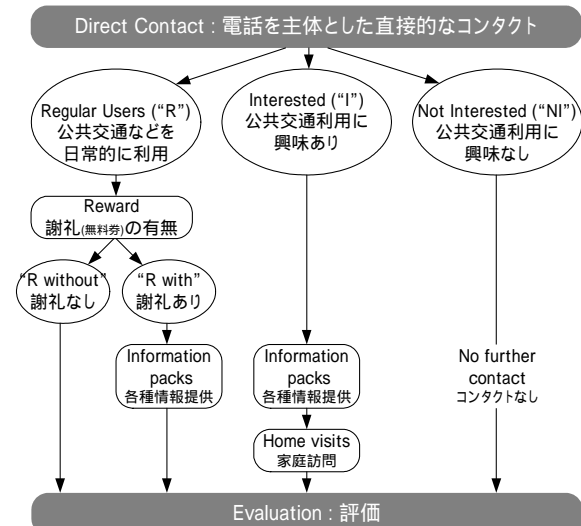 Direct Contact : 電話を主体とした直接的なコンタクト
Regular Users (“R”)
公共交通などを
日常的に利用
Interested (“I”)
公共交通利用に
興味あり
Not Interested (“NI”)
公共交通利用に
興味なし
Reward
謝礼(無料券)の有無
“R without”
謝礼なし
“R with”
謝礼あり
Information
packs
各種情報提供
Information
packs
各種情報提供
No further
contact
コンタクトなし
Home visits
家庭訪問
Evaluation : 評価